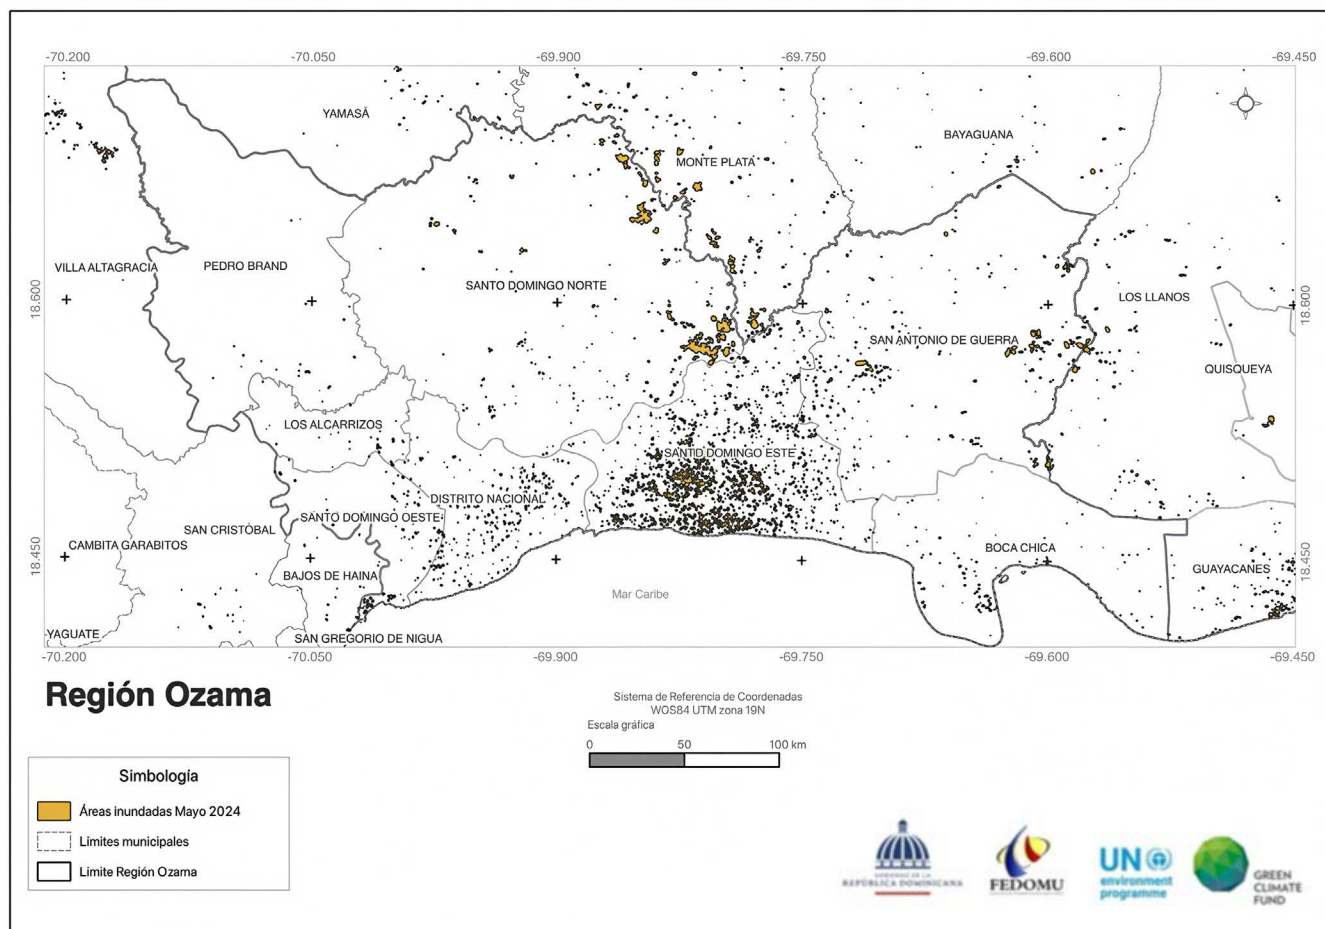 -70.200 -70.050 -69.900 -69.750 -69.600 -69.450
YAMASÁ
BAYAGUANA
MONTE PLATA
VILLA ALTAGRACIA
PEDRO BRAND
SANTO DOMINGO NORTE
LOS LLANOS
18.600
18.600
SAN ANTONIO DE GUERRA
QUISQUEYA
LOS ALCARRIZOS
SANTID DOMINGO ESTE
DISTRITO NACIONAL
SANTO DOMINGO OESTE
SAN CRISTÓBAL
CAMBITA GARABITOS
BOCA CHICA
18.450
18.450
BAJOS DE HAINA
GUAYACANES
Mar Caribe
YAGUATE
SAN GREGORIO DE NIGUA
-70.200 -70.050 -69.900 -69.750 -69.600 -69.450
Región Ozama
Sistema de Referencia de Coordenadas
WOS84 UTM zona 19N
Escala gráfica
0 50 100 km
Simbología
Áreas inundadas Mayo 2024
Límites municipales
Limite Región Ozama
GOBIERNO DE LA
REPÚBLICA DOMINICANA
FEDOMU
UN
environment
programme
GREEN
CLIMATE
FUND